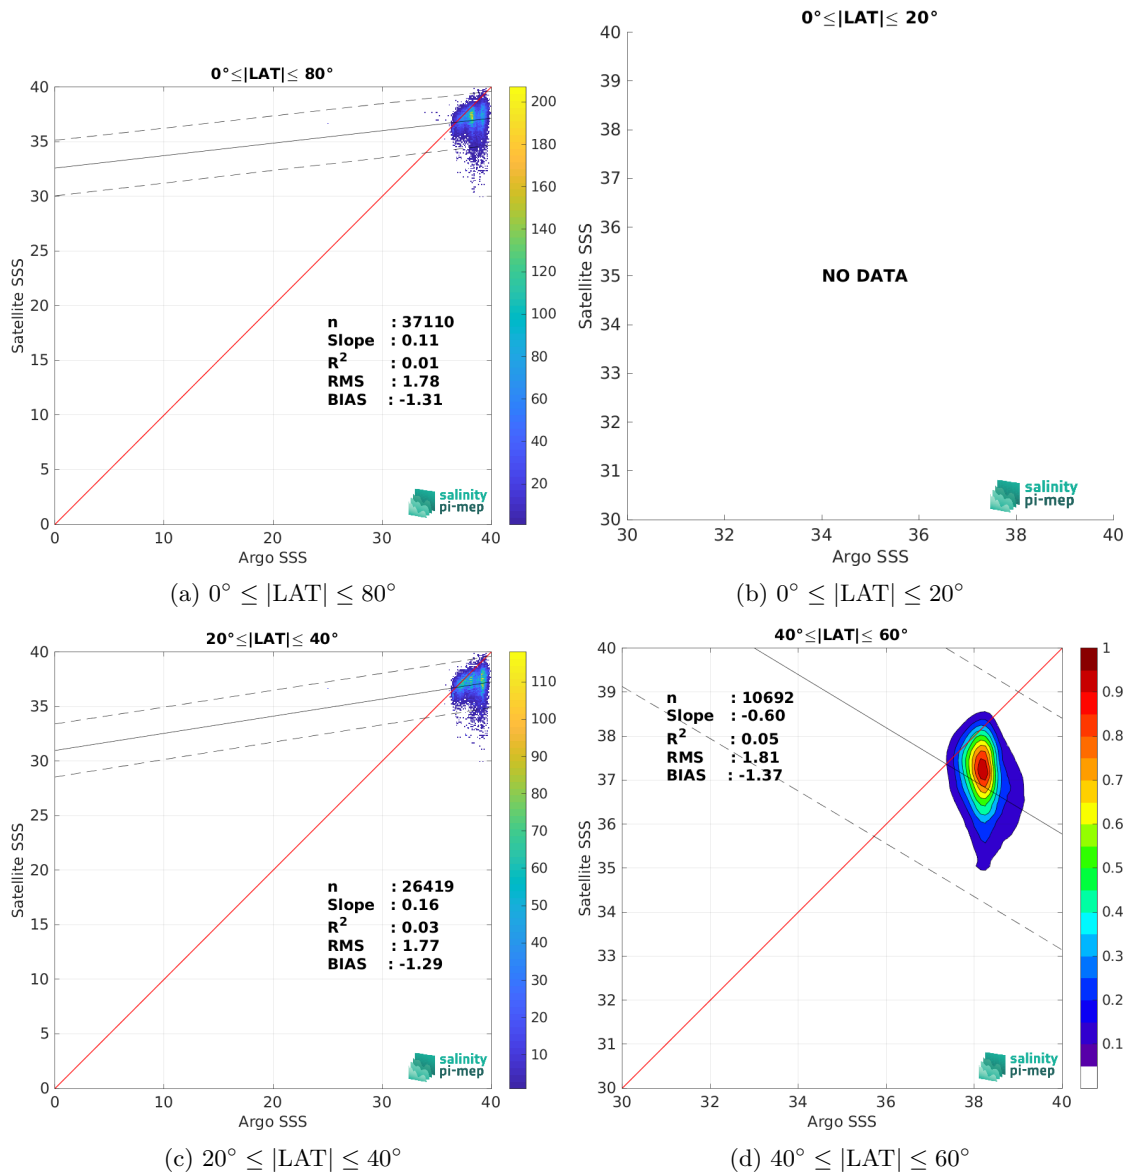 0°≤|LAT|≤ 80°
40
35
30
25
20
15
10
5
0
Satellite SSS
n : 37110
Slope : 0.11
R2 : 0.01
RMS : 1.78
BIAS : -1.31
salinity
pi-mep
0 10 20 30 40
Argo SSS
200
180
160
140
120
100
80
60
40
20
(a) 0° ≤ |LAT| ≤ 80°
0°≤|LAT|≤ 20°
40
39
38
37
36
35
34
33
32
31
30
Satellite SSS
NO DATA
salinity
pi-mep
30 32 34 36 38 40
Argo SSS
(b) 0° ≤ |LAT| ≤ 20°
20°≤|LAT|≤ 40°
40
35
30
25
20
15
10
5
0
Satellite SSS
n : 26419
Slope : 0.16
R2 : 0.03
RMS : 1.77
BIAS : -1.29
salinity
pi-mep
0 10 20 30 40
Argo SSS
110
100
90
80
70
60
50
40
30
20
10
(c) 20° ≤ |LAT| ≤ 40°
40°≤|LAT|≤ 60°
40
39
38
37
36
35
34
33
32
31
30
Satellite SSS
n : 10692
Slope : -0.60
R2 : 0.05
RMS : 1.81
BIAS : -1.37
salinity
pi-mep
30 32 34 36 38 40
Argo SSS
1
0.9
0.8
0.7
0.6
0.5
0.4
0.3
0.2
0.1
(d) 40° ≤ |LAT| ≤ 60°